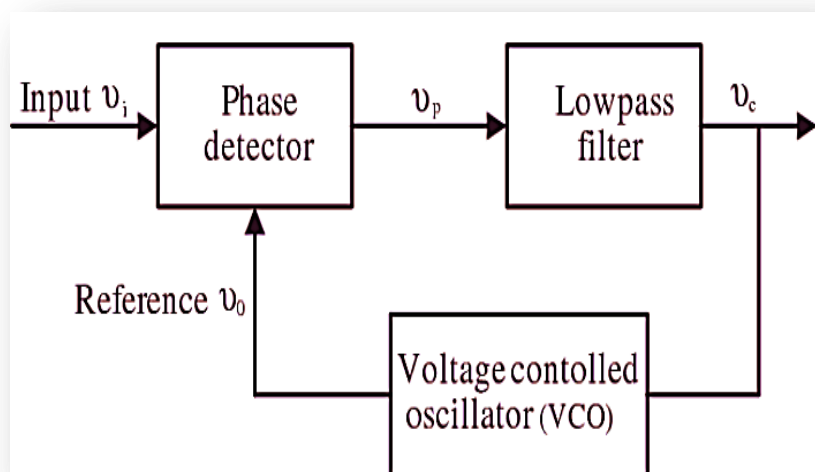 Input υi
Phase
detector
υp
Lowpass
filter
υc
Reference υ0
Voltage contolled
oscillator (VCO)